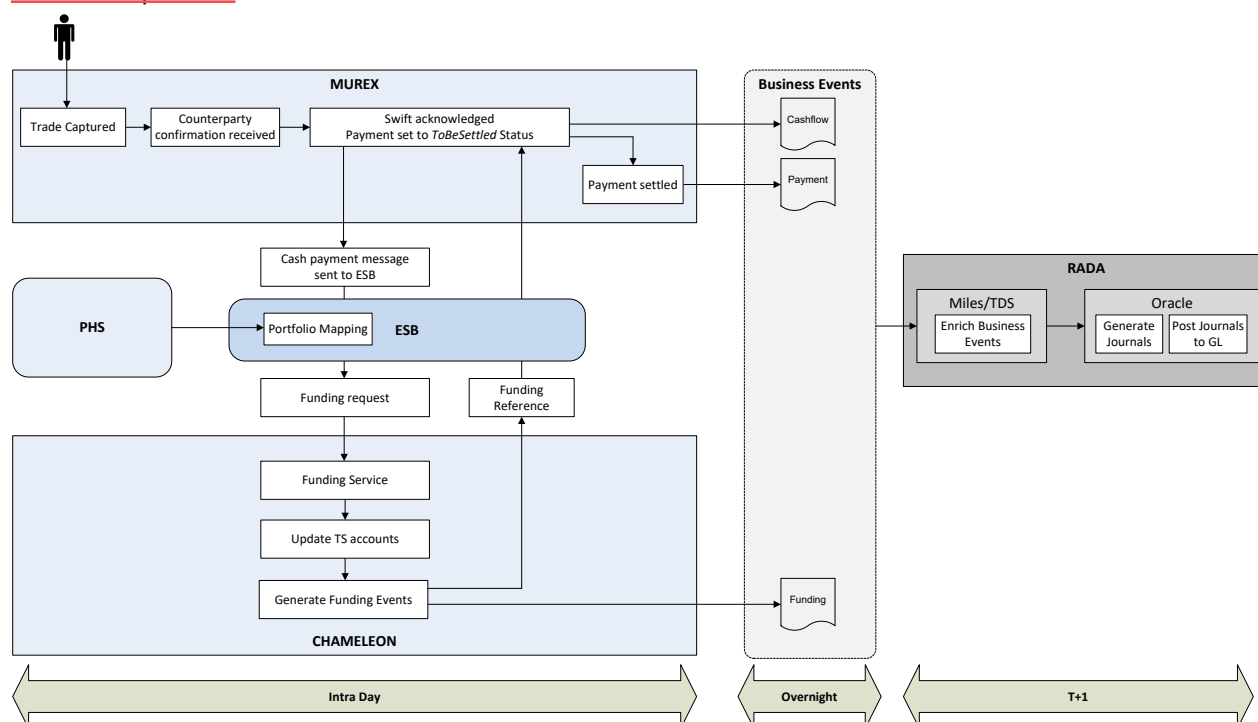 MUREX
Trade Captured
Counterparty
confirmation received
Swift acknowledged
Payment set to ToBeSettled Status
Payment settled
Business Events
Cashflow
Payment
Cash payment message
sent to ESB
PHS
Portfolio Mapping
ESB
RADA
Miles/TDS
Enrich Business
Events
Oracle
Generate
Journals
Post Journals
to GL
Funding request
Funding
Reference
Funding Service
Update TS accounts
Generate Funding Events
Funding
CHAMELEON
Intra Day
Overnight
T+1